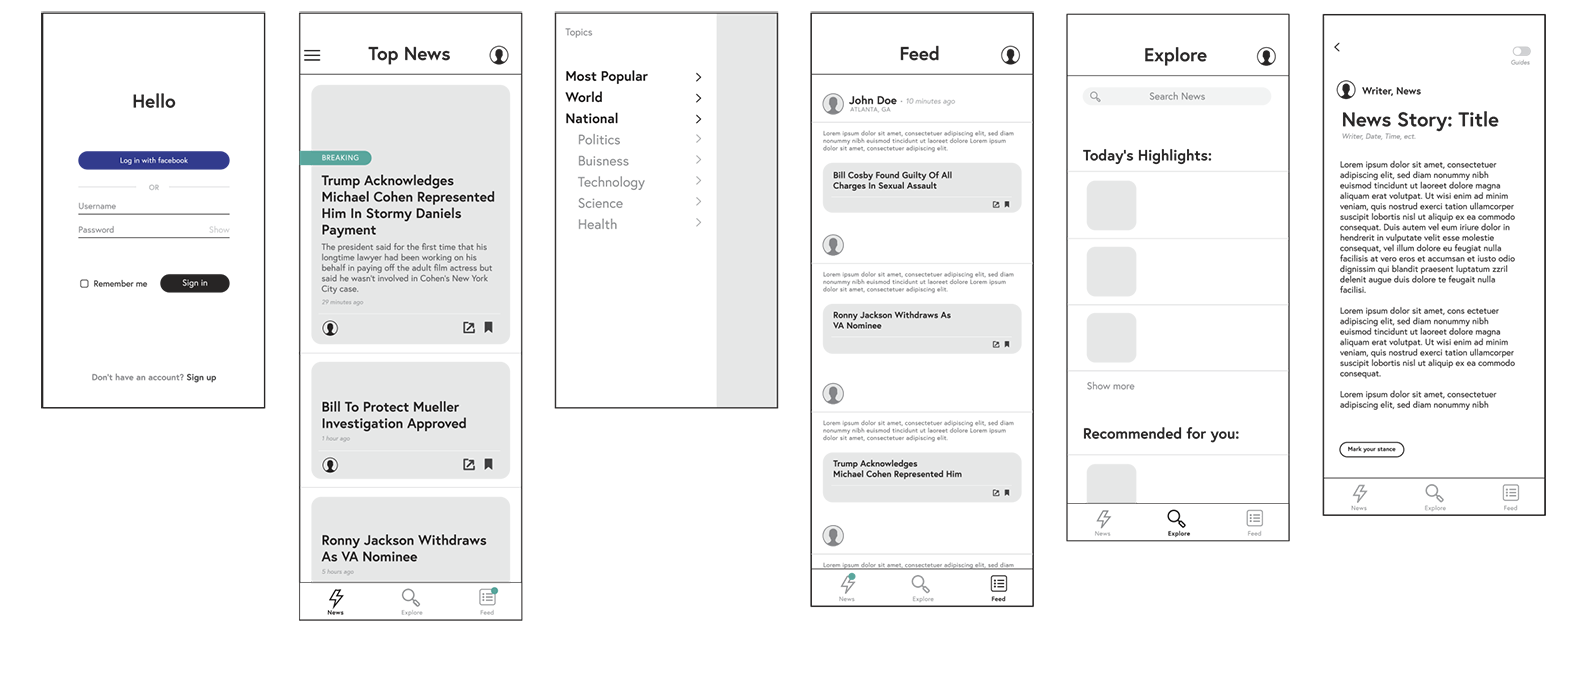 Hello
Log in with facebook
OR
Username
Password Show
Remember me Sign in
Don't have an account? Sign up
Top News
BREAKING
Trump Acknowledges
Michael Cohen Represented
Him In Stormy Daniels
Payment
The president said for the first time that his
longtime lawyer had been working on his
behalf in paying off the adult film actress but
said he wasn't involved in Cohen's New York
City case.
29 minutes ago
Bill To Protect Mueller
Investigation Approved
1 hour ago
Ronny Jackson Withdraws
As VA Nominee
5 hours ago
News Explore Feed
Topics
Most Popular
World
National
Politics
Buisness
Technology
Science
Health
Feed
John Doe • 10 minutes ago
ATLANTA, GA
Lorem ipsum dolor sit amet, consectetuer adipiscing elit, sed diam
nonummy nibh euismod tincidunt ut laoreet dolore Lorem ipsum
dolor sit amet, consectetuer adipiscing elit.
Bill Cosby Found Guilty Of All
Charges In Sexual Assault
Lorem ipsum dolor sit amet, consectetuer adipiscing elit, sed diam
nonummy nibh euismod tincidunt ut laoreet dolore Lorem ipsum
dolor sit amet, consectetuer adipiscing elit.
Ronny Jackson Withdraws As
VA Nominee
Lorem ipsum dolor sit amet, consectetuer adipiscing elit, sed diam
nonummy nibh euismod tincidunt ut laoreet dolore Lorem ipsum
dolor sit amet, consectetuer adipiscing elit.
Trump Acknowledges
Michael Cohen Represented Him
Lorem ipsum dolor sit amet, consectetuer adipiscing elit, sed diam
News Explore Feed
Explore
Search News
Today's Highlights:
Show more
Recommended for you:
News Explore Feed
Guides
Writer, News
News Story: Title
Writer, Date, Time, ect.
Lorem ipsum dolor sit amet, consectetuer
adipiscing elit, sed diam nonummy nibh
euismod tincidunt ut laoreet dolore magna
aliquam erat volutpat. Ut wisi enim ad minim
veniam, quis nostrud exerci tation ullamcorper
suscipit lobortis nisl ut aliquip ex ea commodo
consequat. Duis autem vel eum iriure dolor in
hendrerit in vulputate velit esse molestie
consequat, vel illum dolore eu feugiat nulla
facilisis at vero eros et accumsan et iusto odio
dignissim qui blandit praesent luptatum zzril
delenit augue duis dolore te feugait nulla
facilisi.
Lorem ipsum dolor sit amet, cons ectetuer
adipiscing elit, sed diam nonummy nibh
euismod tincidunt ut laoreet dolore magna
aliquam erat volutpat. Ut wisi enim ad minim
veniam, quis nostrud exerci tation ullamcorper
suscipit lobortis nisl ut aliquip ex ea commodo
consequat.
Lorem ipsum dolor sit amet, consectetuer
adipiscing elit, sed diam nonummy nibh
Mark your stance
News Explore Feed